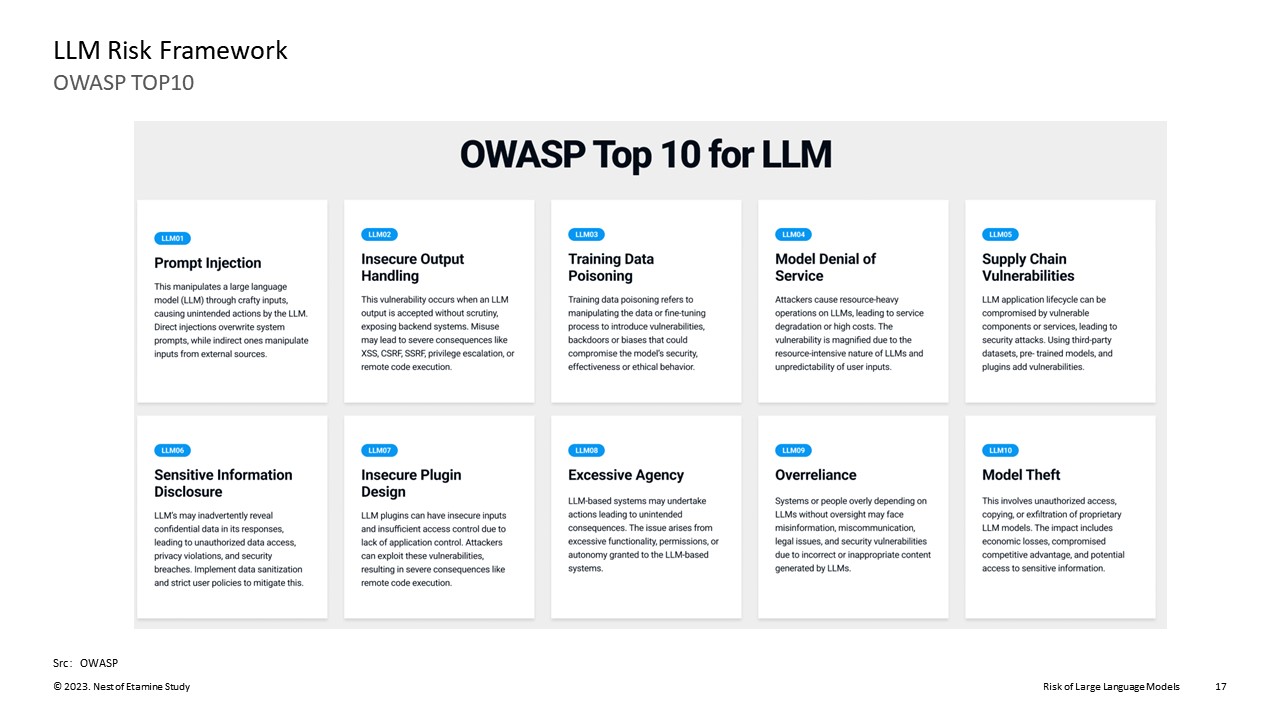 LLM Risk Framework
OWASP TOP10
OWASP Top 10 for LLM
LLM01
Prompt Injection
This manipulates a large language
model (LLM) through crafty inputs,
causing unintended actions by the LLM.
Direct injections overwrite system
prompts, while indirect ones manipulate
inputs from external sources.
LLM02
Insecure Output
Handling
This vulnerability occurs when an LLM
output is accepted without scrutiny,
exposing backend systems. Misuse
may lead to severe consequences like
XSS, CSRF, SSRF, privilege escalation, or
remote code execution.
LLM03
Training Data
Poisoning
Training data poisoning refers to
manipulating the data or fine-tuning
process to introduce vulnerabilities,
backdoors or biases that could
compromise the model's security,
effectiveness or ethical behavior.
LLM04
Model Denial of
Service
Attackers cause resource-heavy
operations on LLMs, leading to service
degradation or high costs. The
vulnerability is magnified due to the
resource-intensive nature of LLMs and
unpredictability of user inputs.
LLM05
Supply Chain
Vulnerabilities
LLM application lifecycle can be
compromised by vulnerable
components or services, leading to
security attacks. Using third-party
datasets, pre- trained models, and
plugins add vulnerabilities.
LLM06
Sensitive Information
Disclosure
LLM's may inadvertently reveal
confidential data in its responses,
leading to unauthorized data access,
privacy violations, and security
breaches. Implement data sanitization
and strict user policies to mitigate this.
LLM07
Insecure Plugin
Design
LLM plugins can have insecure inputs
and insufficient access control due to
lack of application control. Attackers
can exploit these vulnerabilities,
resulting in severe consequences like
remote code execution.
LLM08
Excessive Agency
LLM-based systems may undertake
actions leading to unintended
consequences. The issue arises from
excessive functionality, permissions, or
autonomy granted to the LLM-based
systems.
LLM09
Overreliance
Systems or people overly depending on
LLMs without oversight may face
misinformation, miscommunication,
legal issues, and security vulnerabilities
due to incorrect or inappropriate content
generated by LLMs.
LLM10
Model Theft
This involves unauthorized access,
copying, or exfiltration of proprietary
LLM models. The impact includes
economic losses, compromised
competitive advantage, and potential
access to sensitive information.
Src: OWASP
© 2023. Nest of Etamine Study
Risk of Large Language Models 17